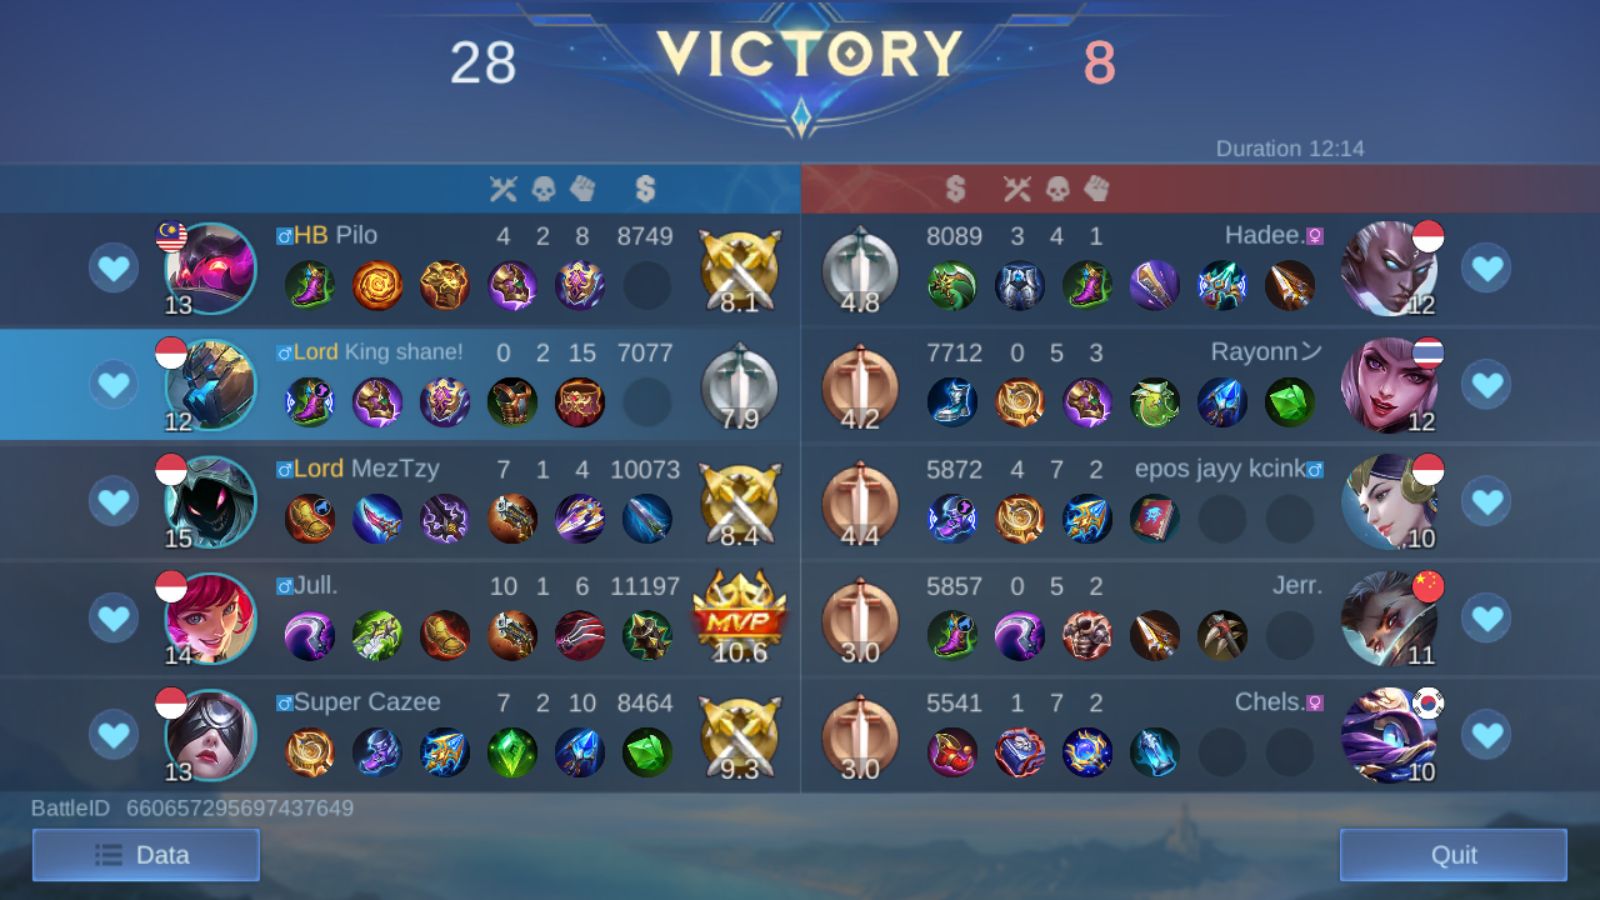 28 VICTORY 8
Duration 12:14
HB Pilo 4 2 8 8749
13 8.1
4.8 8089 3 4 1 Hadee.
12
Lord King shane! 0 2 15 7077
12 7.9
4.2 7712 0 5 3 Rayonnン
12
Lord MezTzy 7 1 4 10073
15 8.4
4.4 5872 4 7 2 epos jayy kcink
10
Jull. 10 1 6 11197
14 MVP 10.6
3.0 5857 0 5 2 Jerr.
11
Super Cazee 7 2 10 8464
13 9.3
3.0 5541 1 7 2 Chels.
10
BattleID 660657295697437649
Data
Quit